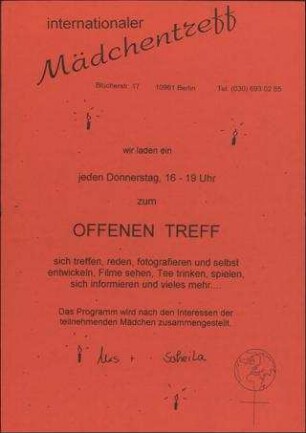 internationaler
Mädchentreff
Blücherstr. 17 10961 Berlin Tel. (030) 693 02 85
wir laden ein
jeden Donnerstag, 16 - 19 Uhr
zum
OFFENEN TREFF
sich treffen, reden, fotografieren und selbst
entwickeln, Filme sehen, Tee trinken, spielen,
sich informieren und vieles mehr...
Das Programm wird nach den Interessen der
teilnehmenden Mädchen zusammengestellt.
+ Soheila